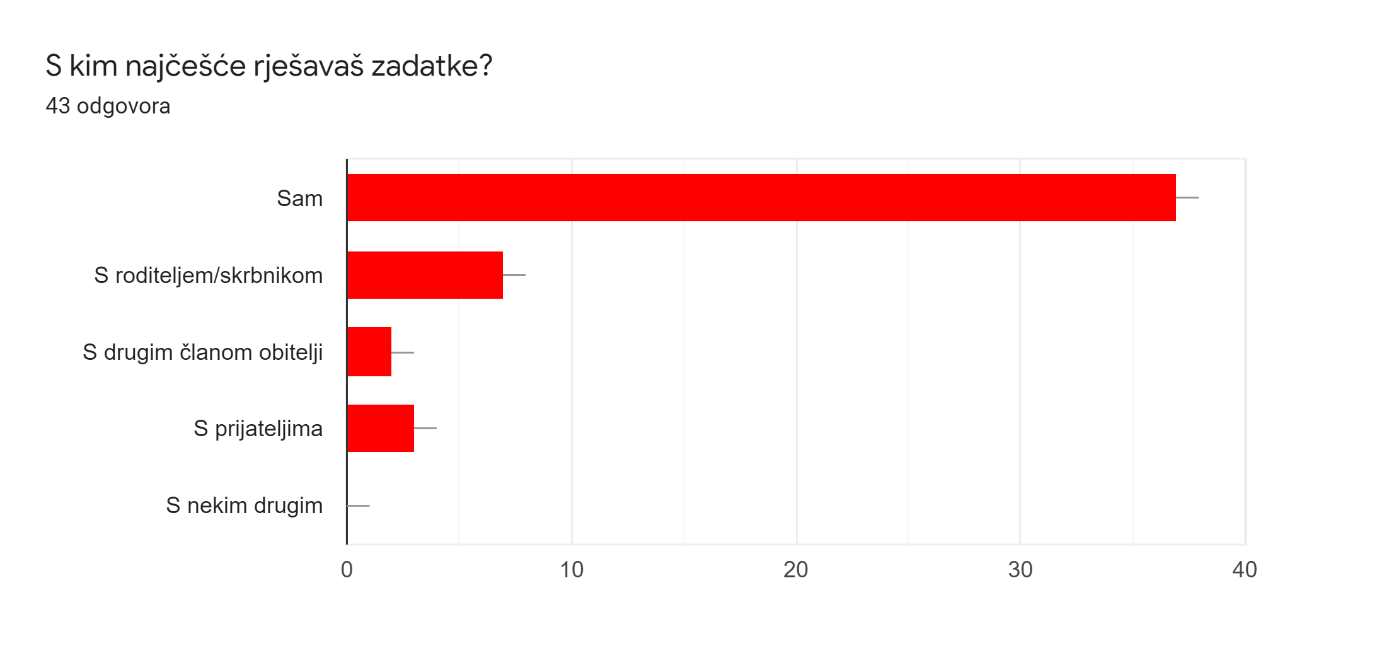 S kim najčešće rješavaš zadatke?
43 odgovora
Sam
S roditeljem/skrbnikom
S drugim članom obitelji
S prijateljima
S nekim drugim
0 10 20 30 40